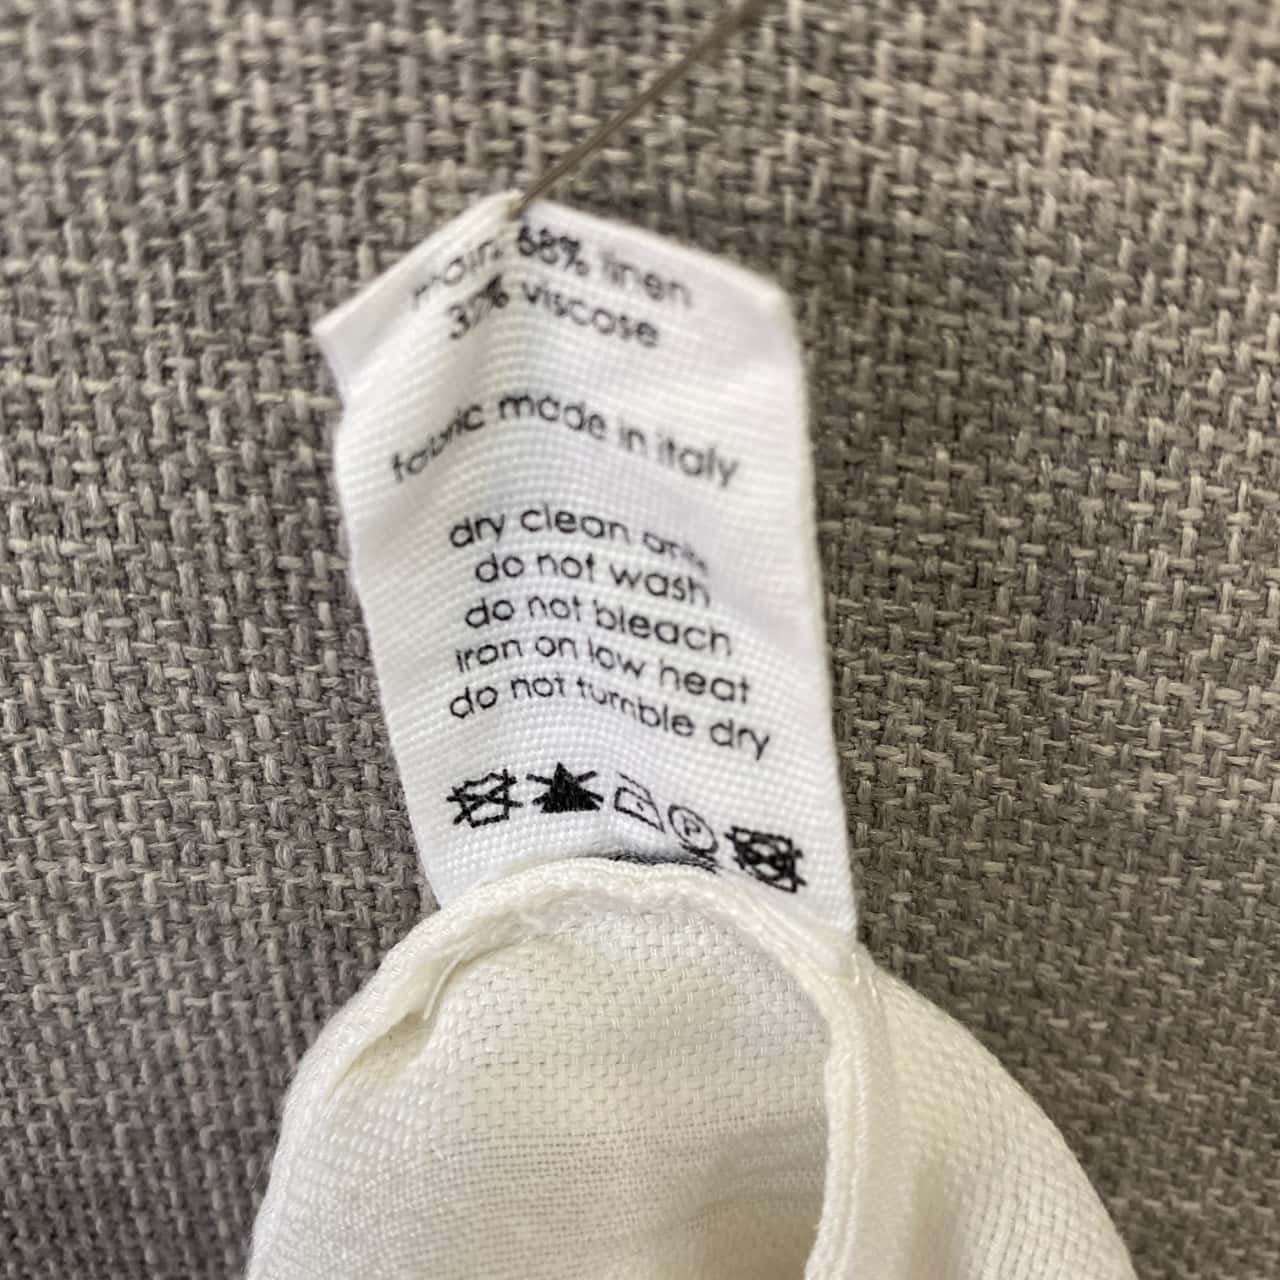 main: 68% linen
32% viscose
fabric made in italy
dry clean only
do not wash
do not bleach
iron on low heat
do not tumble dry
P